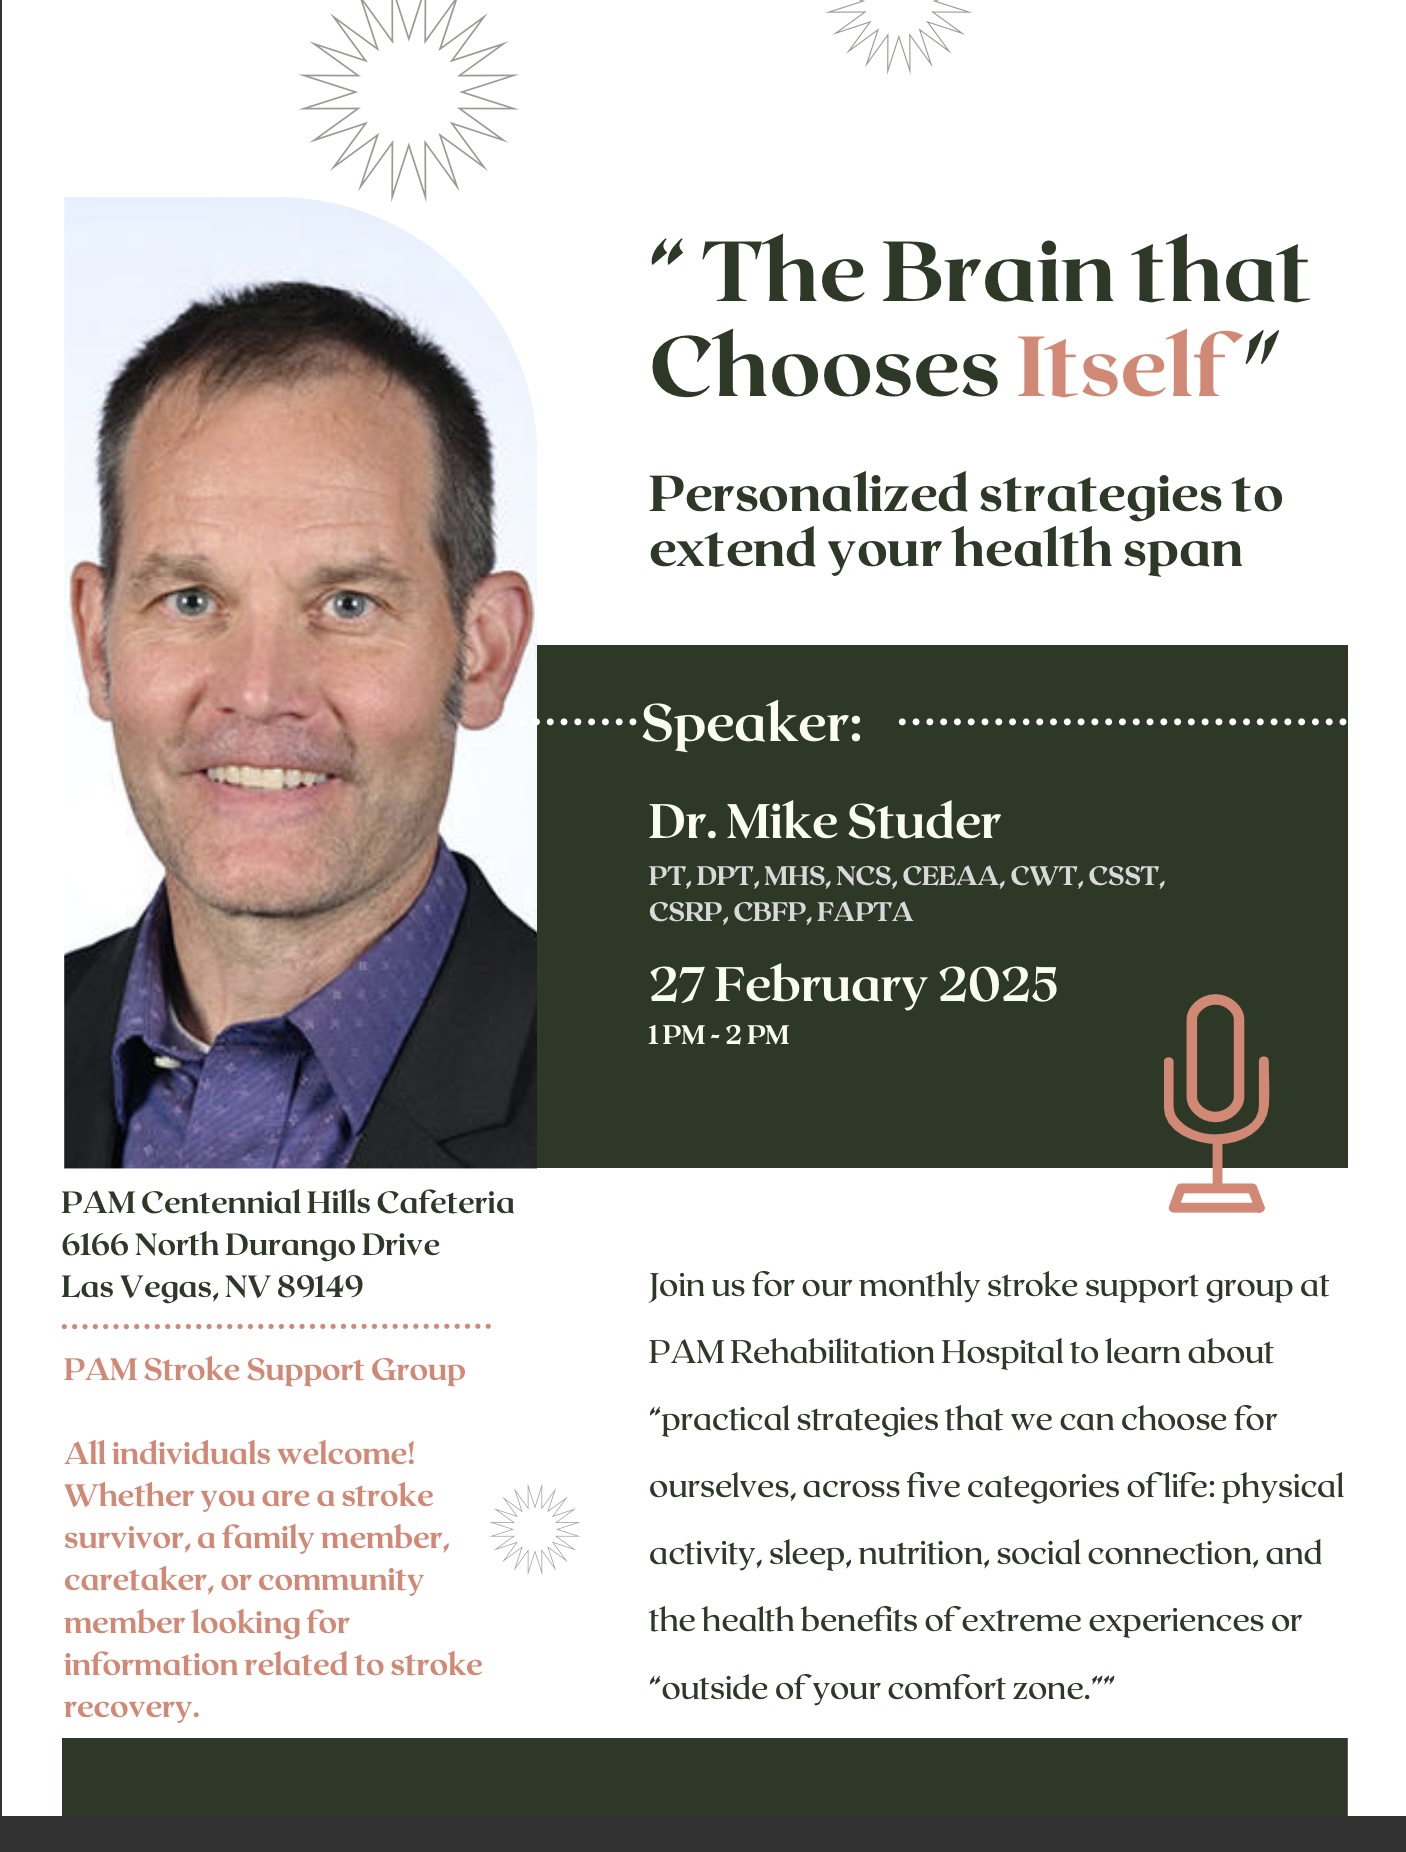 “ The Brain that
Chooses Itself”
Personalized strategies to
extend your health span
Speaker:
Dr. Mike Studer
PT, DPT, MHS, NCS, CEEAA, CWT, CSST,
CSRP, CBFP, FAPTA
27 February 2025
1 PM - 2 PM
PAM Centennial Hills Cafeteria
6166 North Durango Drive
Las Vegas, NV 89149
PAM Stroke Support Group
All individuals welcome!
Whether you are a stroke
survivor, a family member,
caretaker, or community
member looking for
information related to stroke
recovery.
Join us for our monthly stroke support group at
PAM Rehabilitation Hospital to learn about
“practical strategies that we can choose for
ourselves, across five categories of life: physical
activity, sleep, nutrition, social connection, and
the health benefits of extreme experiences or
“outside of your comfort zone.””